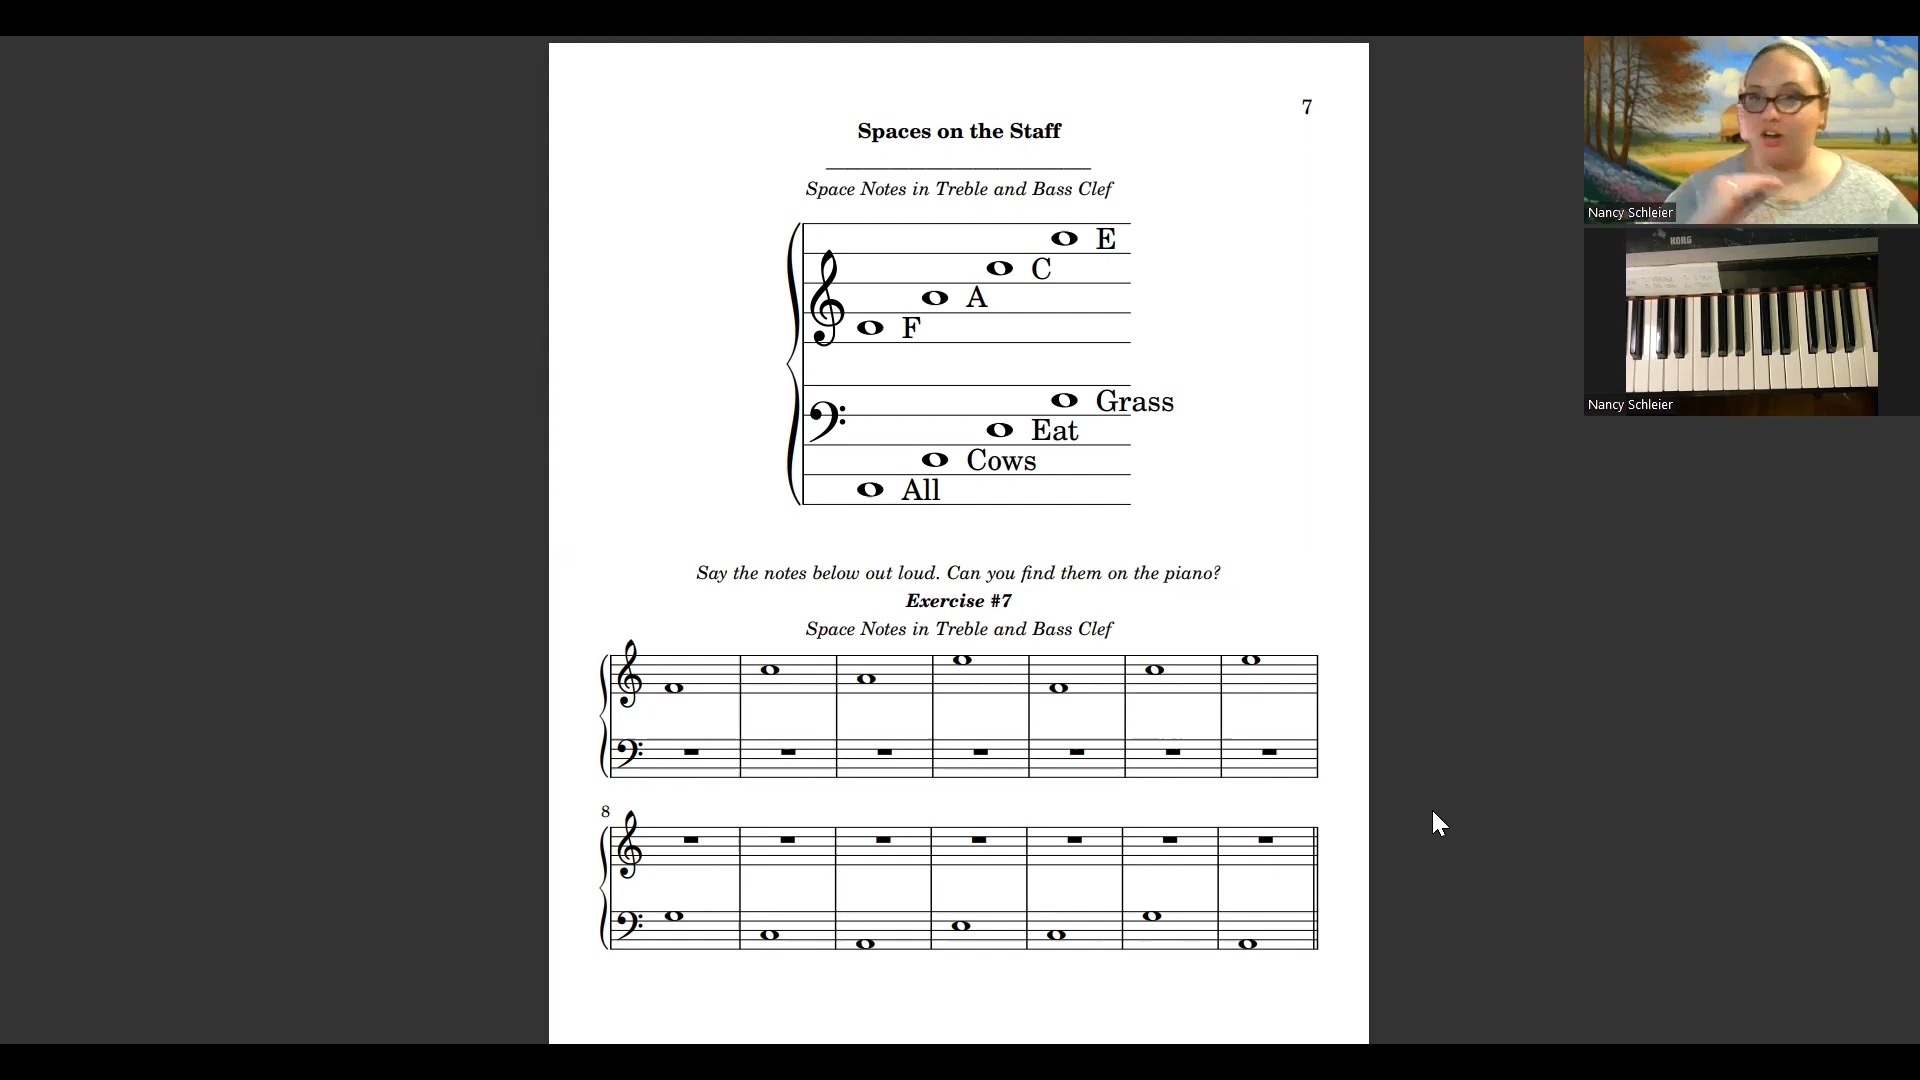 7
Spaces on the Staff
Space Notes in Treble and Bass Clef
E
C
A
F
Grass
Eat
Cows
All
Say the notes below out loud. Can you find them on the piano?
Exercise #7
Space Notes in Treble and Bass Clef
8
Nancy Schleier
KORG
Nancy Schleier